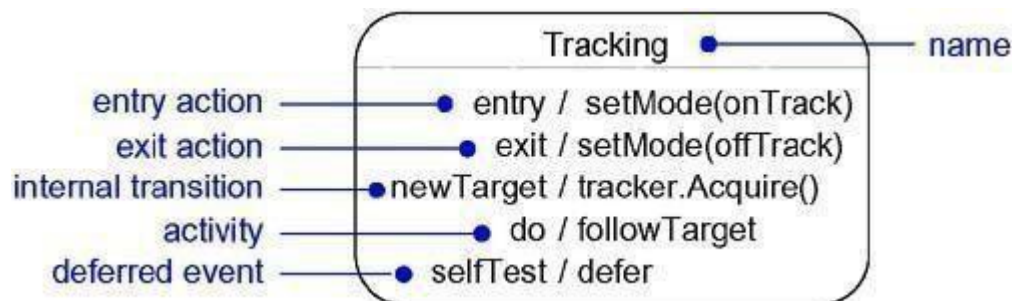 Tracking name
entry action entry / setMode(onTrack)
exit action exit / setMode(offTrack)
internal transition newTarget / tracker.Acquire()
activity do / followTarget
deferred event selfTest / defer